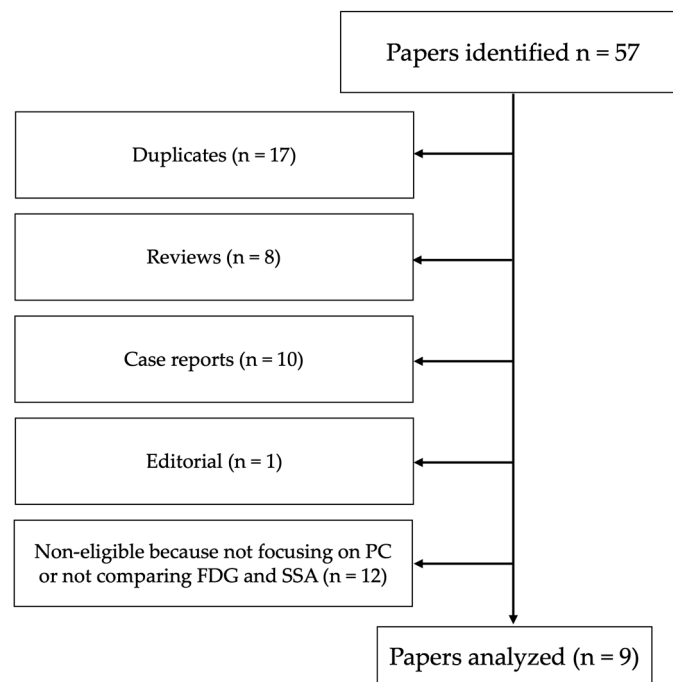 Papers identified n = 57
Duplicates (n = 17)
Reviews (n = 8)
Case reports (n = 10)
Editorial (n = 1)
Non-eligible because not focusing on PC
or not comparing FDG and SSA (n = 12)
Papers analyzed (n = 9)